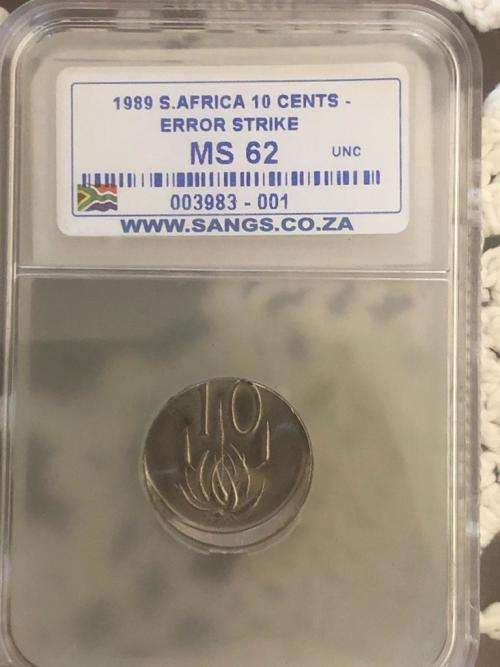 1989 S.AFRICA 10 CENTS -
ERROR STRIKE
MS 62 UNC
003983 - 001
WWW.SANGS.CO.ZA
10